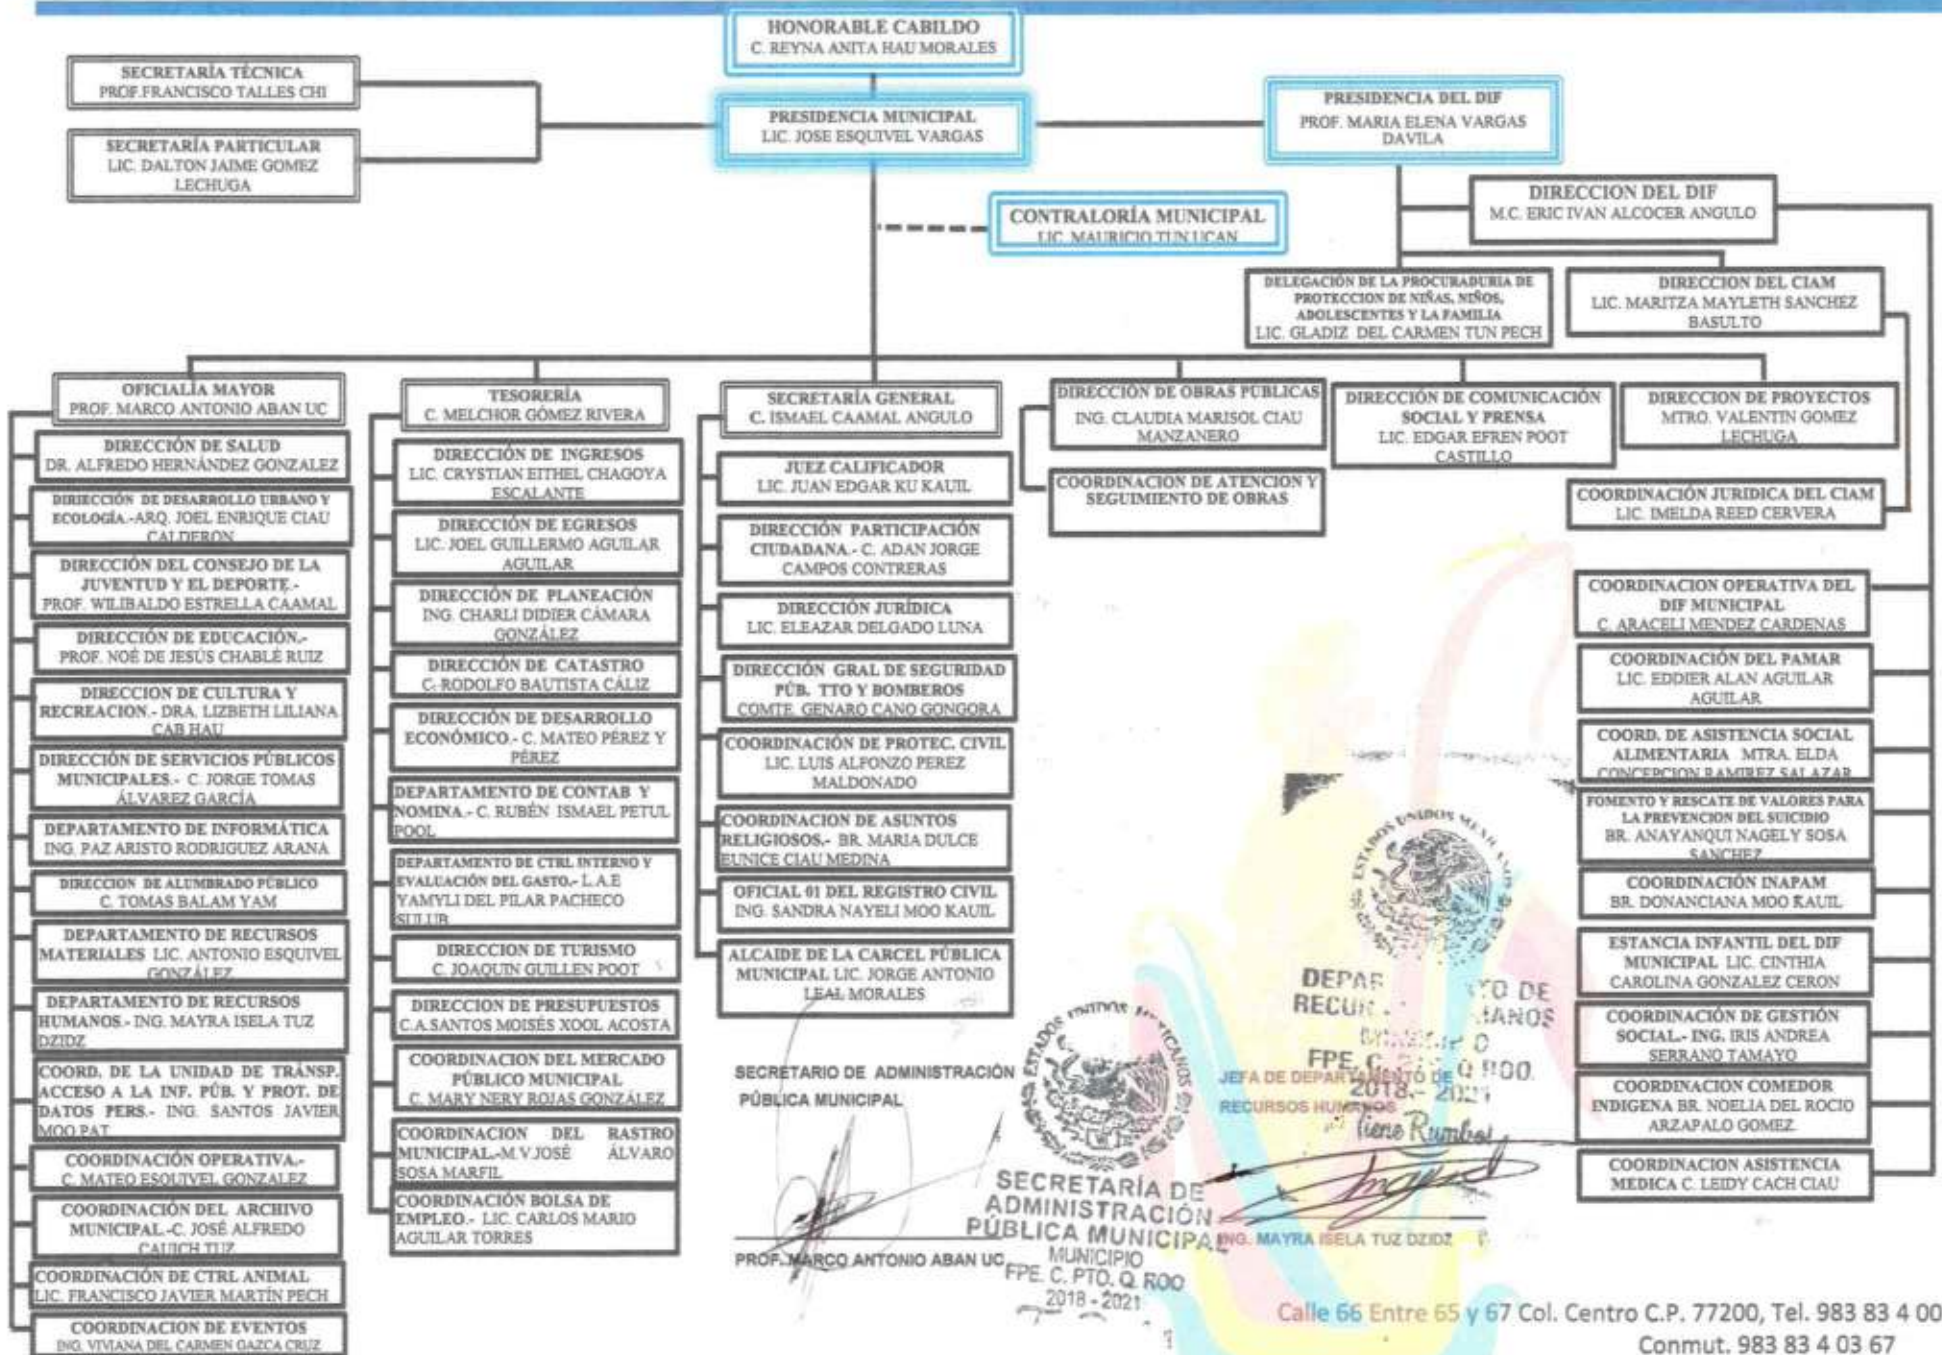 HONORABLE CABILDO
C. REYNA ANITA HAU MORALES
SECRETARÍA TÉCNICA
PROF.FRANCISCO TALLES CHI
SECRETARÍA PARTICULAR
LIC. DALTON JAIME GOMEZ
LECHUGA
PRESIDENCIA MUNICIPAL
LIC. JOSE ESQUIVEL VARGAS
PRESIDENCIA DEL DIF
PROF. MARIA ELENA VARGAS
DAVILA
CONTRALORÍA MUNICIPAL
LIC. MAURICIO TUN UCAN
DIRECCION DEL DIF
M.C. ERIC IVAN ALCOCER ANGULO
DELEGACIÓN DE LA PROCURADURIA DE
PROTECCION DE NIÑAS, NIÑOS,
ADOLESCENTES Y LA FAMILIA
LIC. GLADIZ DEL CARMEN TUN PECH
DIRECCION DEL CIAM
LIC. MARITZA MAYLETH SANCHEZ
BASULTO
OFICIALÍA MAYOR
PROF. MARCO ANTONIO ABAN UC
DIRECCIÓN DE SALUD
DR. ALFREDO HERNÁNDEZ GONZALEZ
DIRIECCIÓN DE DESARROLLO URBANO Y
ECOLOGÍA.-ARQ. JOEL ENRIQUE CIAU
CALDERON
DIRECCIÓN DEL CONSEJO DE LA
JUVENTUD Y EL DEPORTE.-
PROF. WILIBALDO ESTRELLA CAAMAL
DIRECCIÓN DE EDUCACIÓN.-
PROF. NOÉ DE JESÚS CHABLÉ RUIZ
DIRECCION DE CULTURA Y
RECREACION.- DRA. LIZBETH LILIANA
CAB HAU
DIRECCIÓN DE SERVICIOS PÚBLICOS
MUNICIPALES.- C. JORGE TOMAS
ÁLVAREZ GARCÍA
DEPARTAMENTO DE INFORMÁTICA
ING. PAZ ARISTO RODRIGUEZ ARANA
DIRECCION DE ALUMBRADO PÚBLICO
C. TOMAS BALAM YAM
DEPARTAMENTO DE RECURSOS
MATERIALES LIC. ANTONIO ESQUIVEL
GONZÁLEZ
DEPARTAMENTO DE RECURSOS
HUMANOS.- ING. MAYRA ISELA TUZ
DZIDZ
COORD. DE LA UNIDAD DE TRÁNSP.
ACCESO A LA INF. PÚB. Y PROT. DE
DATOS PERS.- ING. SANTOS JAVIER
MOO PAT
COORDINACIÓN OPERATIVA.-
C. MATEO ESQUIVEL GONZALEZ
COORDINACIÓN DEL ARCHIVO
MUNICIPAL.-C. JOSÉ ALFREDO
CAUICH TUZ
COORDINACIÓN DE CTRL ANIMAL
LIC. FRANCISCO JAVIER MARTÍN PECH
COORDINACION DE EVENTOS
ING. VIVIANA DEL CARMEN GAZCA CRUZ
TESORERÍA
C. MELCHOR GÓMEZ RIVERA
DIRECCIÓN DE INGRESOS
LIC. CRYSTIAN EITHEL CHAGOYA
ESCALANTE
DIRECCIÓN DE EGRESOS
LIC. JOEL GUILLERMO AGUILAR
AGUILAR
DIRECCIÓN DE PLANEACIÓN
ING. CHARLI DIDIER CÁMARA
GONZÁLEZ
DIRECCIÓN DE CATASTRO
C-RODOLFO BAUTISTA CÁLIZ
DIRECCIÓN DE DESARROLLO
ECONÓMICO.- C. MATEO PÉREZ Y
PÉREZ
DEPARTAMENTO DE CONTAB Y
NOMINA.- C. RUBÉN ISMAEL PETUL
POOL
DEPARTAMENTO DE CTRL INTERNO Y
EVALUACIÓN DEL GASTO.- L.A.E
YAMYLI DEL PILAR PACHECO
SULUB
DIRECCION DE TURISMO
C. JOAQUIN GUILLEN POOT
DIRECCION DE PRESUPUESTOS
C.A.SANTOS MOISÉS XOOL ACOSTA
COORDINACION DEL MERCADO
PÚBLICO MUNICIPAL
C. MARY NERY ROJAS GONZÁLEZ
COORDINACION DEL RASTRO
MUNICIPAL.-M.V.JOSÉ ÁLVARO
SOSA MARFIL
COORDINACIÓN BOLSA DE
EMPLEO.- LIC. CARLOS MARIO
AGUILAR TORRES
SECRETARÍA GENERAL
C. ISMAEL CAAMAL ANGULO
JUEZ CALIFICADOR
LIC. JUAN EDGAR KU KAUIL
DIRECCIÓN PARTICIPACIÓN
CIUDADANA.- C. ADAN JORGE
CAMPOS CONTRERAS
DIRECCIÓN JURÍDICA
LIC. ELEAZAR DELGADO LUNA
DIRECCIÓN GRAL DE SEGURIDAD
PÚB. TTO Y BOMBEROS
COMTE. GENARO CANO GONGORA
COORDINACIÓN DE PROTEC. CIVIL
LIC. LUIS ALFONZO PEREZ
MALDONADO
COORDINACION DE ASUNTOS
RELIGIOSOS.- BR. MARIA DULCE
EUNICE CIAU MEDINA
OFICIAL 01 DEL REGISTRO CIVIL
ING. SANDRA NAYELI MOO KAUIL
ALCAIDE DE LA CARCEL PÚBLICA
MUNICIPAL LIC. JORGE ANTONIO
LEAL MORALES
DIRECCIÓN DE OBRAS PÚBLICAS
ING. CLAUDIA MARISOL CIAU
MANZANERO
COORDINACION DE ATENCION Y
SEGUIMIENTO DE OBRAS
DIRECCIÓN DE COMUNICACIÓN
SOCIAL Y PRENSA
LIC. EDGAR EFREN POOT
CASTILLO
DIRECCION DE PROYECTOS
MTRO. VALENTIN GOMEZ
LECHUGA
COORDINACIÓN JURIDICA DEL CIAM
LIC. IMELDA REED CERVERA
COORDINACION OPERATIVA DEL
DIF MUNICIPAL
C. ARACELI MENDEZ CARDENAS
COORDINACIÓN DEL PAMAR
LIC. EDDIER ALAN AGUILAR
AGUILAR
COORD. DE ASISTENCIA SOCIAL
ALIMENTARIA MTRA. ELDA
CONCEPCION RAMIREZ SALAZAR
FOMENTO Y RESCATE DE VALORES PARA
LA PREVENCION DEL SUICIDIO
BR. ANAYANQUI NAGELY SOSA
SANCHEZ
COORDINACIÓN INAPAM
BR. DONANCIANA MOO KAUIL
ESTANCIA INFANTIL DEL DIF
MUNICIPAL LIC. CINTHIA
CAROLINA GONZALEZ CERON
COORDINACIÓN DE GESTIÓN
SOCIAL.- ING. IRIS ANDREA
SERRANO TAMAYO
COORDINACION COMEDOR
INDIGENA BR. NOELIA DEL ROCIO
ARZAPALO GOMEZ
COORDINACION ASISTENCIA
MEDICA C. LEIDY CACH CIAU
SECRETARIO DE ADMINISTRACIÓN
PÚBLICA MUNICIPAL
PROF. MARCO ANTONIO ABAN UC
ESTADOS UNIDOS MEXICANOS
SECRETARÍA DE
ADMINISTRACIÓN
PÚBLICA MUNICIPAL
MUNICIPIO
FPE. C. PTO. Q. ROO
2018 - 2021
ESTADOS UNIDOS
2018 - 2021
JEFA DE DEPARTAMENTO DE
RECURSOS HUMANOS
Tiene Rumbo
ING. MAYRA ISELA TUZ DZIDZ
Calle 66 Entre 65 y 67 Col. Centro C.P. 77200, Tel. 983 83 4 00
Conmut. 983 83 4 03 67